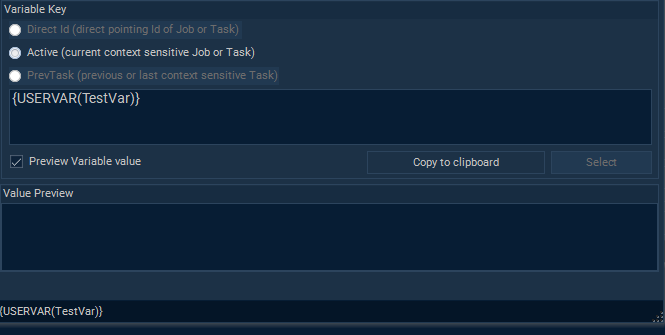 Variable Key
Direct Id (direct pointing Id of Job or Task)
Active (current context sensitive Job or Task)
PrevTask (previous or last context sensitive Task)
{USERVAR(TestVar)}
Preview Variable value
Copy to clipboard
Select
Value Preview
{USERVAR(TestVar)}